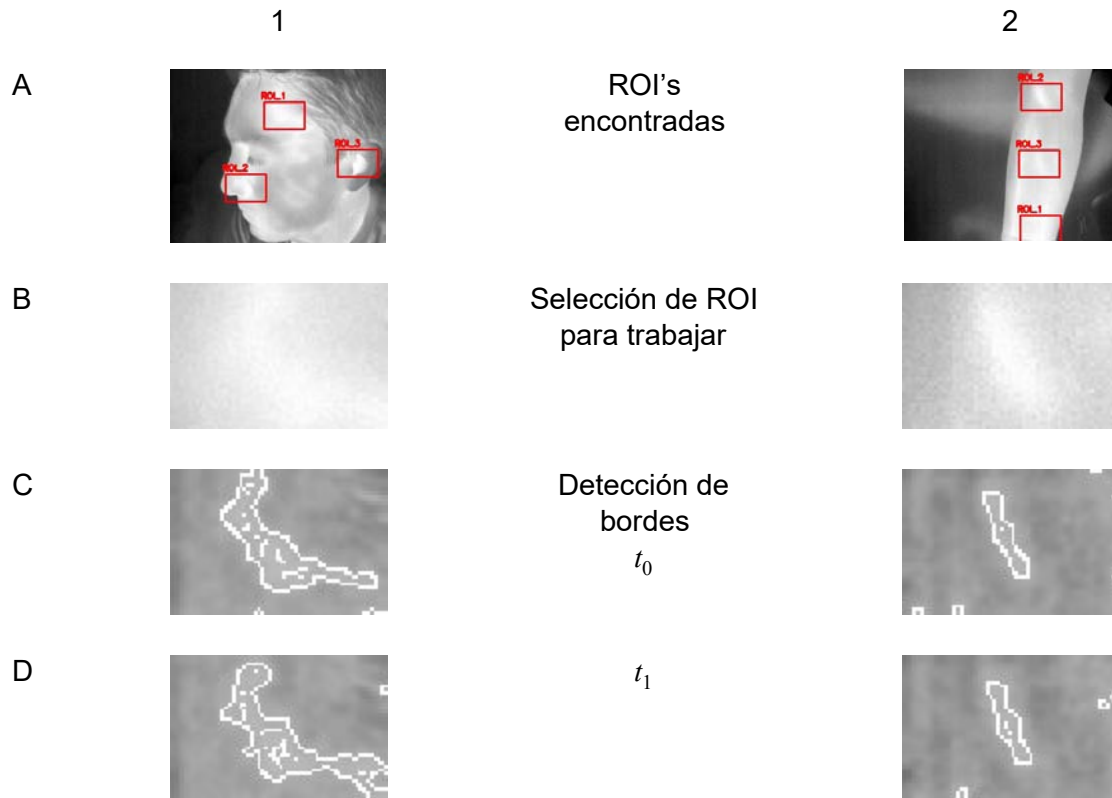 1
2
A
ROI_1
ROI_2
ROI_3
ROI's
encontradas
ROI_2
ROI_3
ROI_1
B
Selección de ROI
para trabajar
C
Detección de
bordes
t0
D
t1